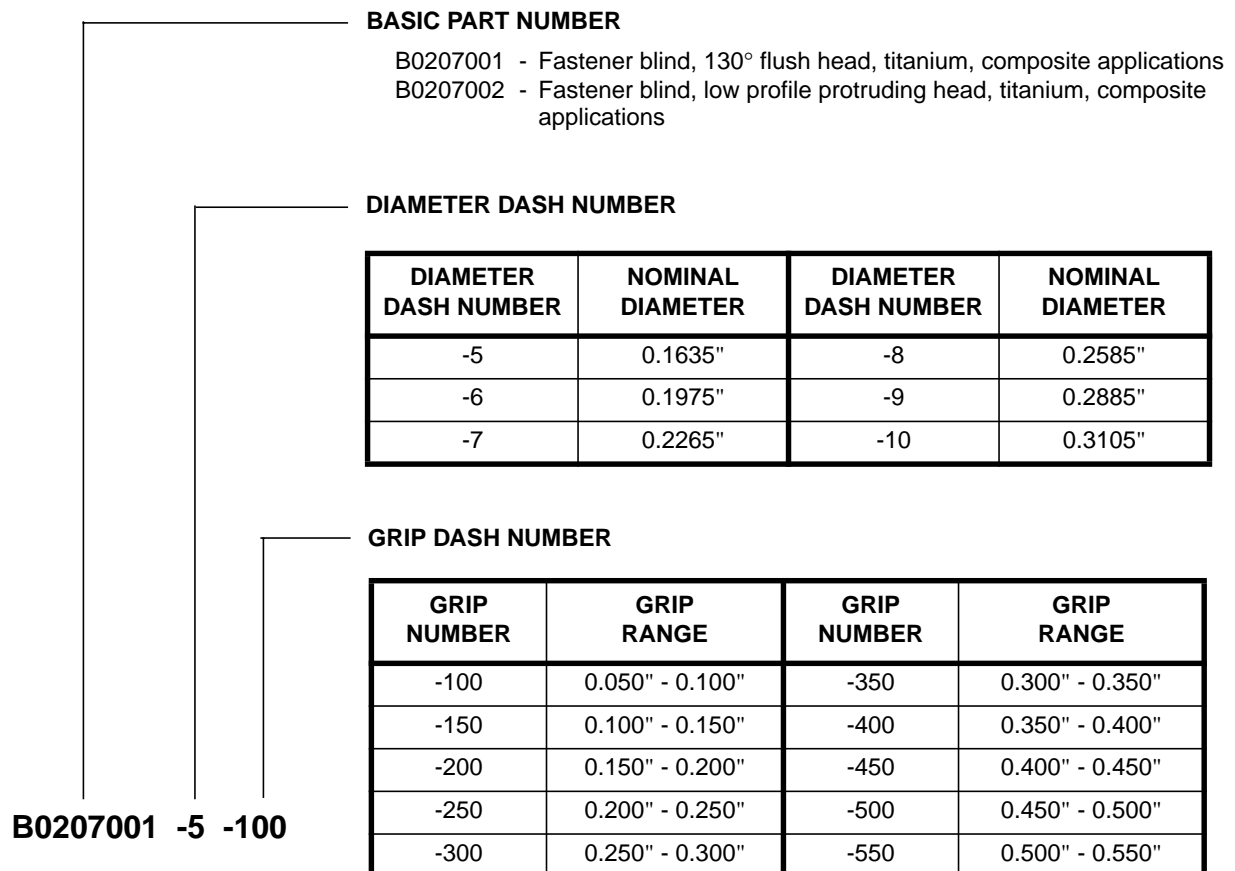 BASIC PART NUMBER
B0207001 - Fastener blind, 130° flush head, titanium, composite applications
B0207002 - Fastener blind, low profile protruding head, titanium, composite
applications
DIAMETER DASH NUMBER
DIAMETER DASH NUMBER NOMINAL DIAMETER DIAMETER DASH NUMBER NOMINAL DIAMETER
-5 0.1635" -8 0.2585"
-6 0.1975" -9 0.2885"
-7 0.2265" -10 0.3105"
GRIP DASH NUMBER
GRIP NUMBER GRIP RANGE GRIP NUMBER GRIP RANGE
-100 0.050" - 0.100" -350 0.300" - 0.350"
-150 0.100" - 0.150" -400 0.350" - 0.400"
-200 0.150" - 0.200" -450 0.400" - 0.450"
-250 0.200" - 0.250" -500 0.450" - 0.500"
-300 0.250" - 0.300" -550 0.500" - 0.550"
B0207001 -5 -100